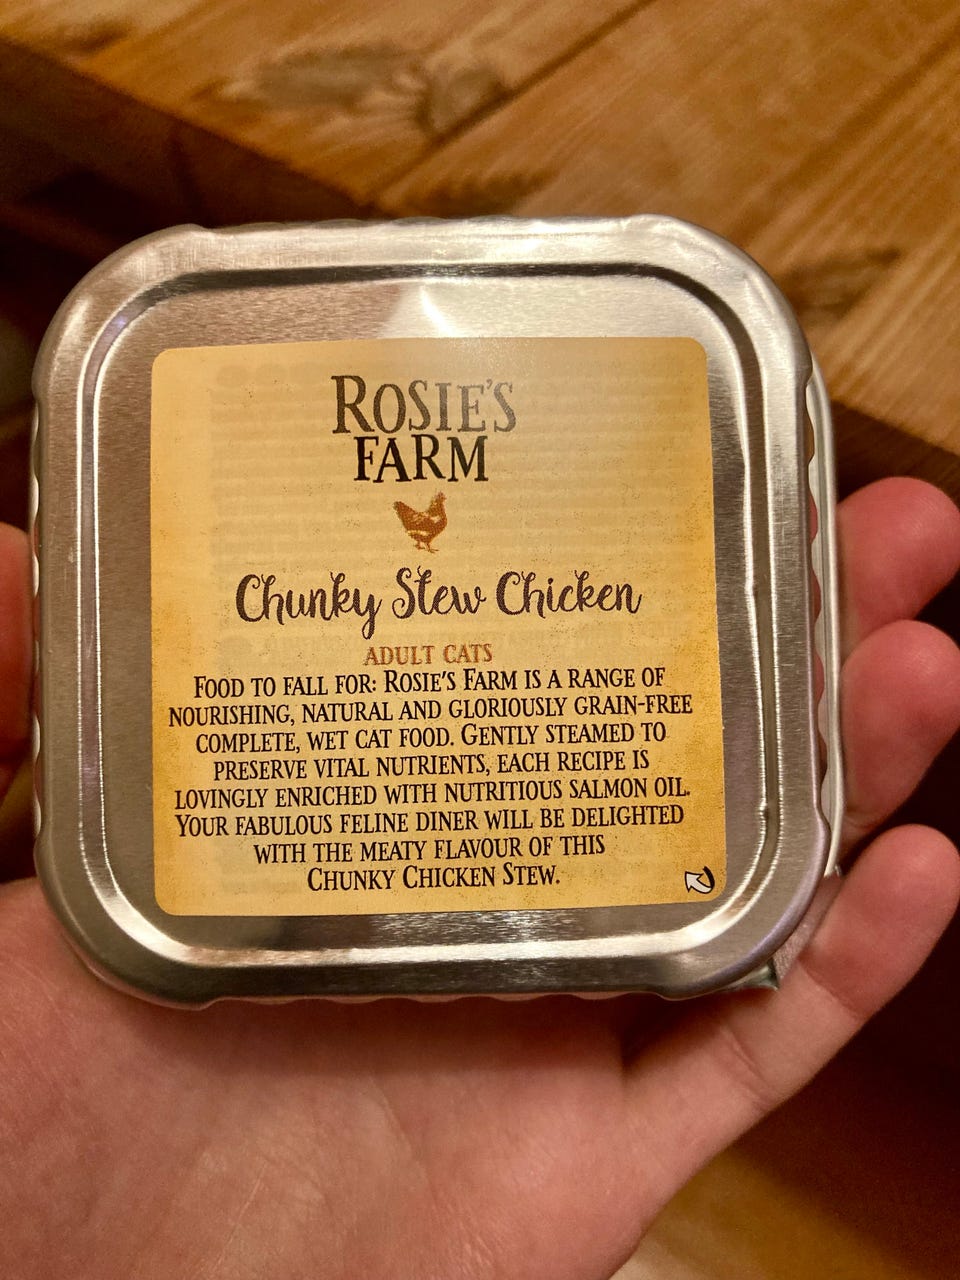 ROSIE'S
FARM
Chunky Stew Chicken
ADULT CATS
FOOD TO FALL FOR: ROSIE'S FARM IS A RANGE OF
NOURISHING, NATURAL AND GLORIOUSLY GRAIN-FREE
COMPLETE, WET CAT FOOD. GENTLY STEAMED TO
PRESERVE VITAL NUTRIENTS, EACH RECIPE IS
LOVINGLY ENRICHED WITH NUTRITIOUS SALMON OIL.
YOUR FABULOUS FELINE DINER WILL BE DELIGHTED
WITH THE MEATY FLAVOUR OF THIS
CHUNKY CHICKEN STEW.